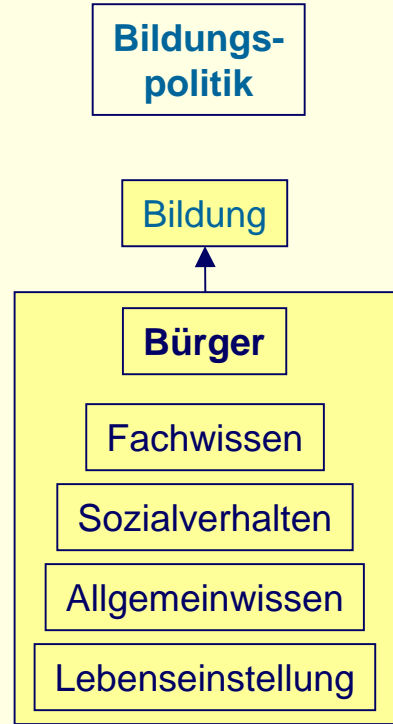 Bildungs-
politik
Bildung
Bürger
Fachwissen
Sozialverhalten
Allgemeinwissen
Lebenseinstellung